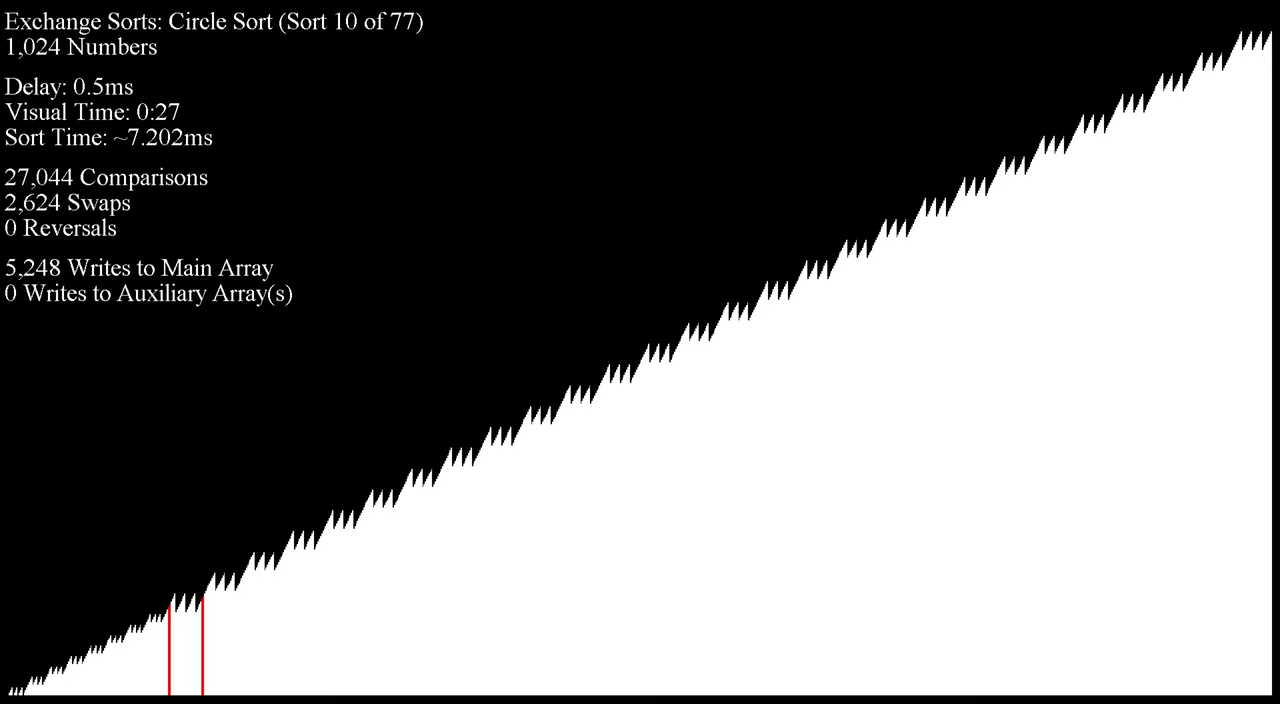 Exchange Sorts: Circle Sort (Sort 10 of 77)
1,024 Numbers
Delay: 0.5ms
Visual Time: 0:27
Sort Time: ~7.202ms
27,044 Comparisons
2,624 Swaps
0 Reversals
5,248 Writes to Main Array
0 Writes to Auxiliary Array(s)